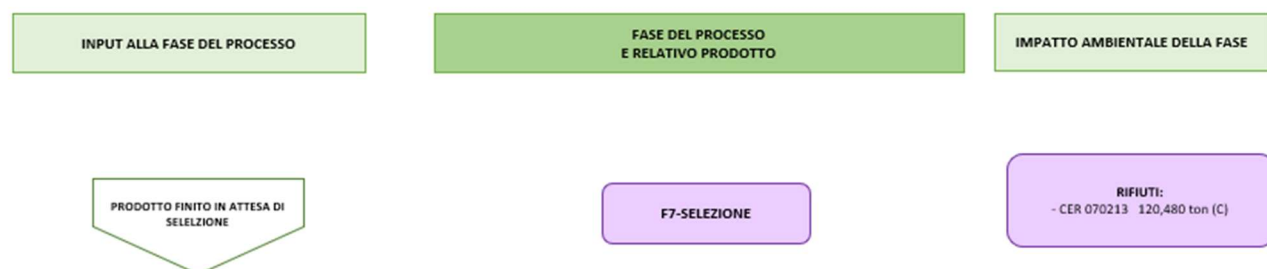 INPUT ALLA FASE DEL PROCESSO
FASE DEL PROCESSO
E RELATIVO PRODOTTO
IMPATTO AMBIENTALE DELLA FASE
PRODOTTO FINITO IN ATTESA DI
SELELZIONE
F7-SELEZIONE
RIFIUTI:
- CER 070213 120,480 ton (C)